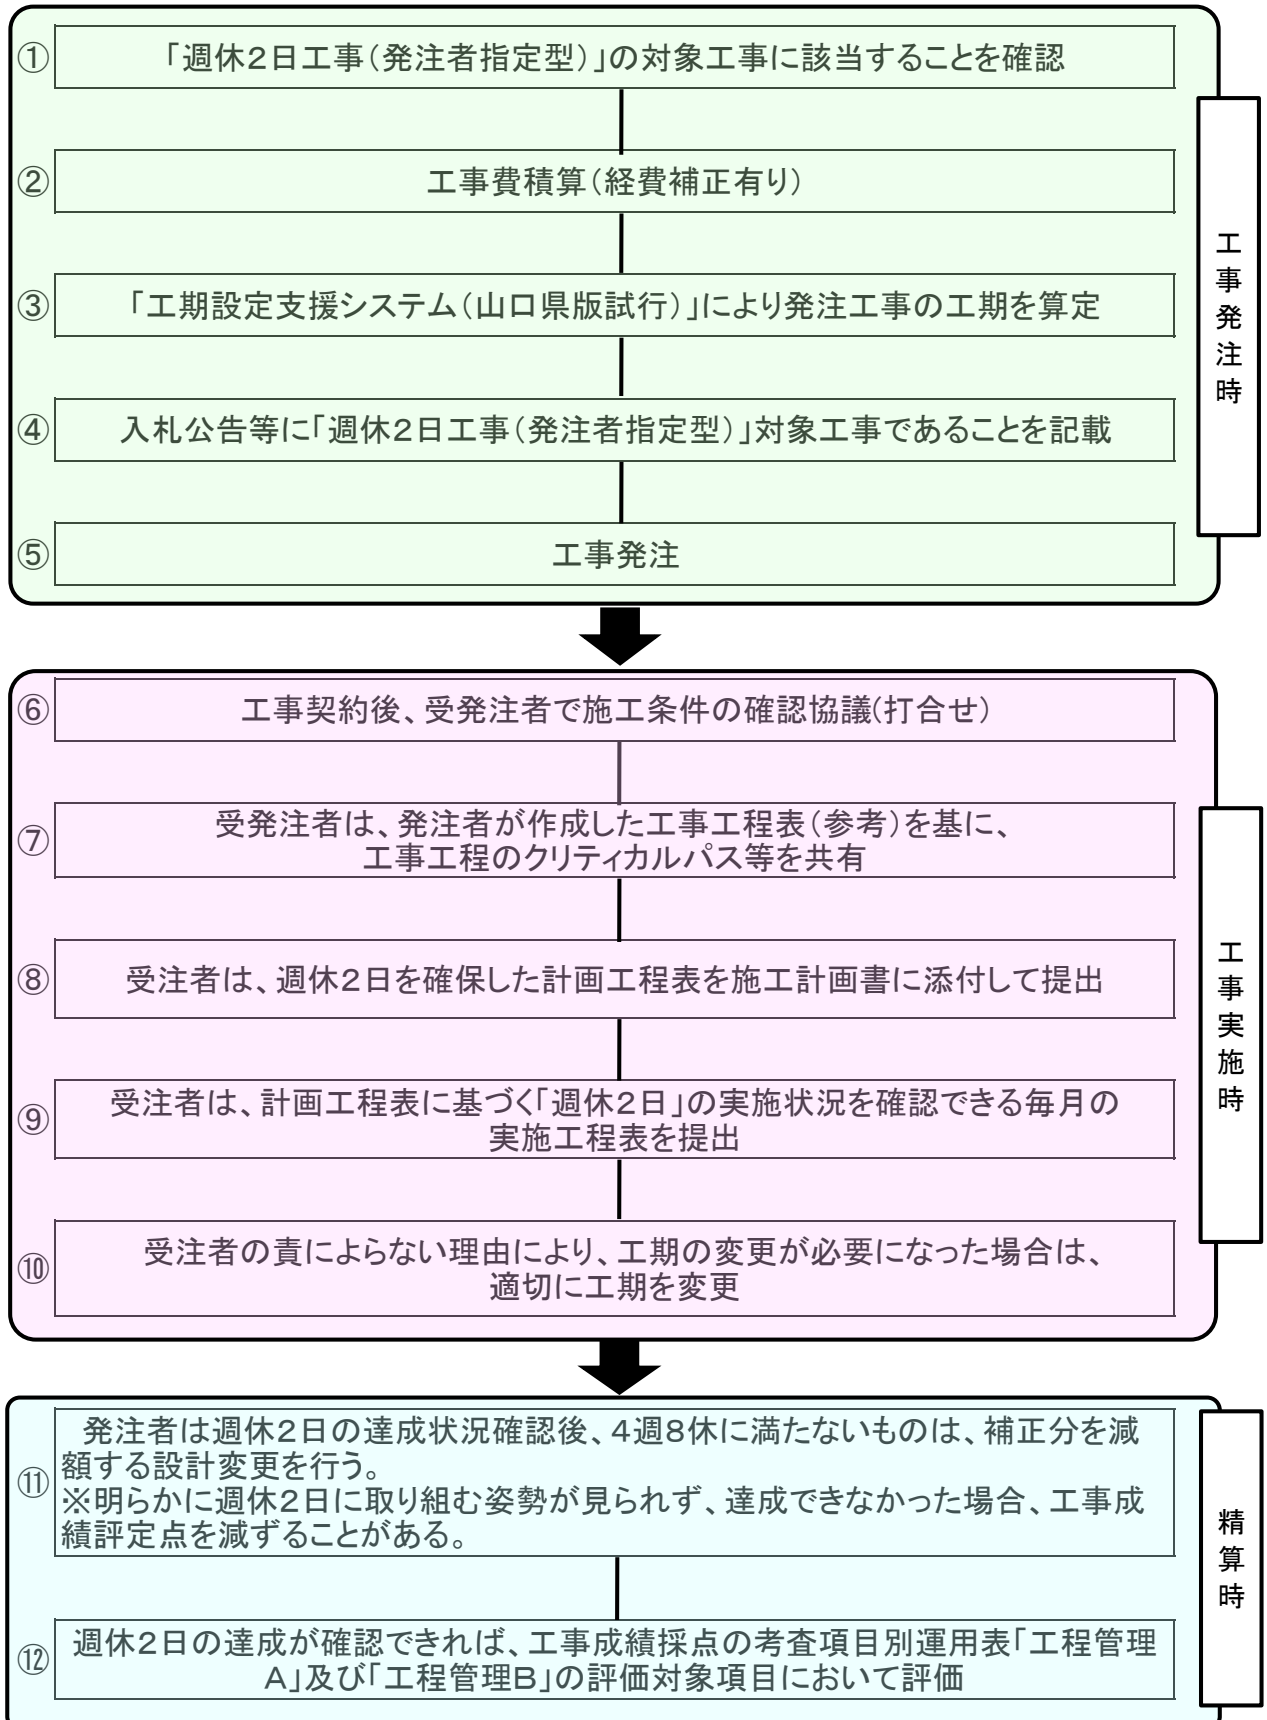 ① 「週休2日工事(発注者指定型)」の対象工事に該当することを確認
② 工事費積算(経費補正有り)
③ 「工期設定支援システム(山口県版試行)」により発注工事の工期を算定
④ 入札公告等に「週休2日工事(発注者指定型)」対象工事であることを記載
⑤ 工事発注
工事発注時
⑥ 工事契約後、受発注者で施工条件の確認協議(打合せ)
⑦ 受発注者は、発注者が作成した工事工程表(参考)を基に、
工事工程のクリティカルパス等を共有
⑧ 受注者は、週休2日を確保した計画工程表を施工計画書に添付して提出
⑨ 受注者は、計画工程表に基づく「週休2日」の実施状況を確認できる毎月の
実施工程表を提出
⑩ 受注者の責によらない理由により、工期の変更が必要になった場合は、
適切に工期を変更
工事実施時
⑪ 発注者は週休2日の達成状況確認後、4週8休に満たないものは、補正分を減
額する設計変更を行う。
※明らかに週休2日に取り組む姿勢が見られず、達成できなかった場合、工事成
績評定点を減ずることがある。
⑫ 週休2日の達成が確認できれば、工事成績採点の考査項目別運用表「工程管理
A」及び「工程管理B」の評価対象項目において評価
精算時